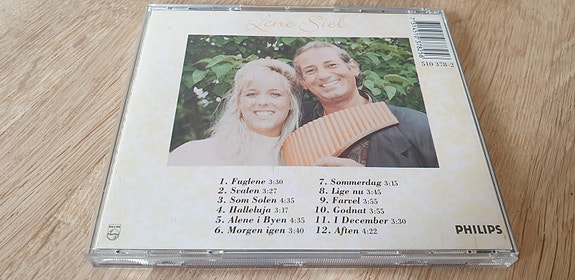 Lene Siel
510 378-2
1. Fuglene 3:30
2. Svalen 3:27
3. Som Solen 4:35
4. Halleluja 3:17
5. Alene i Byen 4:35
6. Morgen igen 3:40
7. Sommerdag 3:15
8. Lige nu 3:45
9. Farvel 3:55
10. Godnat 3:55
11. I December 3:30
12. Aften 4:22
PHILIPS